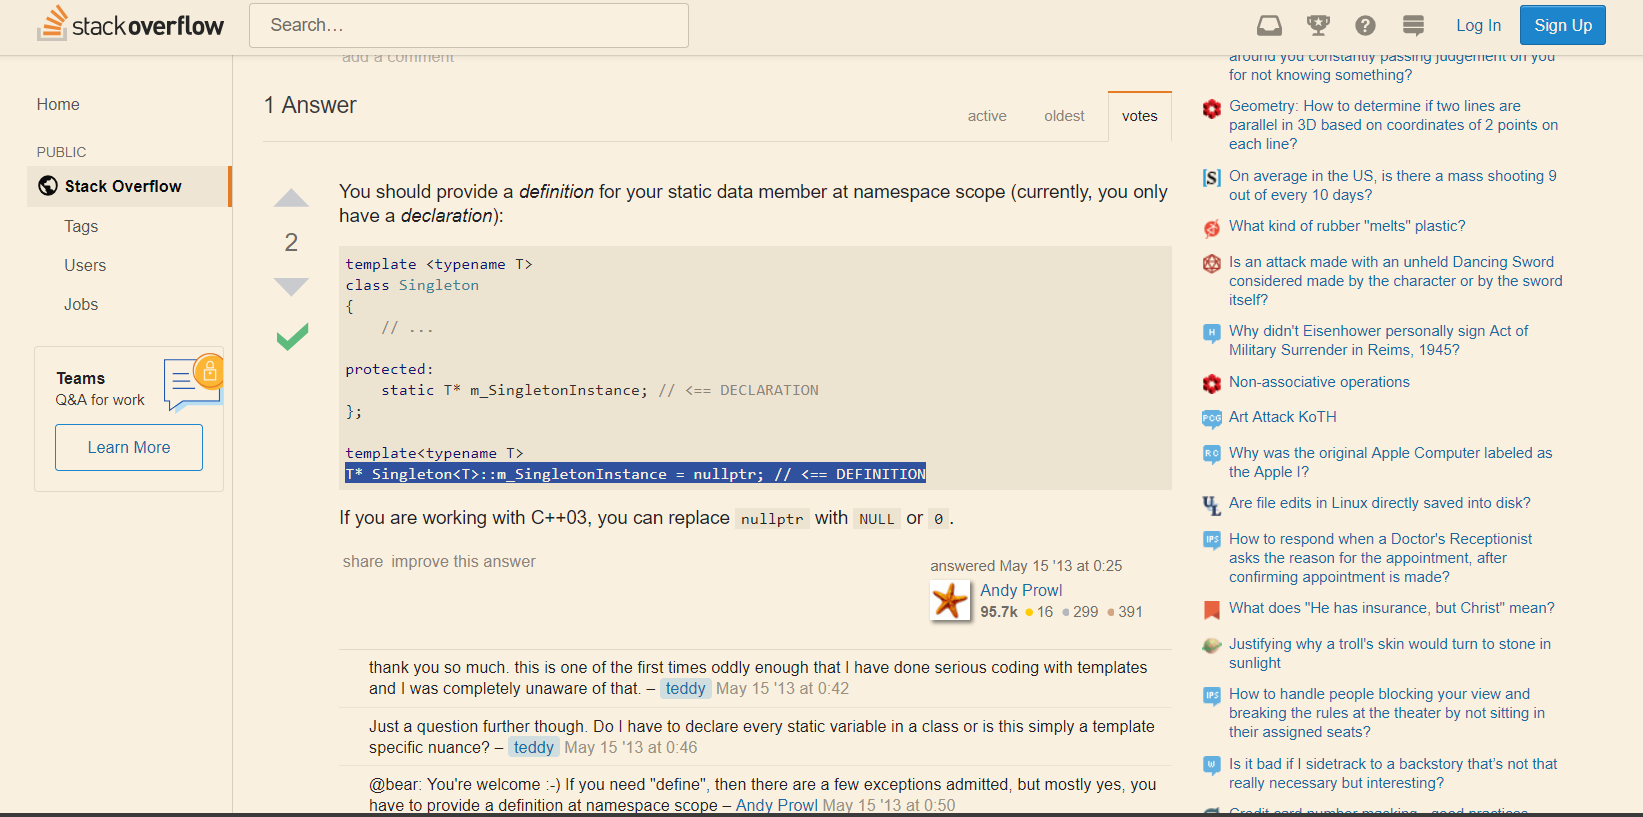 stackoverflow
Search…
Log In
Sign Up
Home
PUBLIC
Stack Overflow
Tags
Users
Jobs
Teams
Q&A for work
Learn More
add a comment
1 Answer
active
oldest
votes
2
You should provide a definition for your static data member at namespace scope (currently, you only
have a declaration):
template <typename T>
class Singleton
{
// ...
protected:
static T* m_SingletonInstance; // <== DECLARATION
};
template<typename T>
T* Singleton<T>::m_SingletonInstance = nullptr; // <== DEFINITION
If you are working with C++03, you can replace nullptr with NULL or 0.
share improve this answer
answered May 15 '13 at 0:25
Andy Prowl
95.7k 16 299 391
thank you so much. this is one of the first times oddly enough that I have done serious coding with templates
and I was completely unaware of that. – teddy May 15 '13 at 0:42
Just a question further though. Do I have to declare every static variable in a class or is this simply a template
specific nuance? – teddy May 15 '13 at 0:46
@bear: You're welcome :-) If you need "define", then there are a few exceptions admitted, but mostly yes, you
have to provide a definition at namespace scope – Andy Prowl May 15 '13 at 0:50
around you constantly passing judgement on you
for not knowing something?
Geometry: How to determine if two lines are
parallel in 3D based on coordinates of 2 points on
each line?
[S] On average in the US, is there a mass shooting 9
out of every 10 days?
What kind of rubber "melts" plastic?
Is an attack made with an unheld Dancing Sword
considered made by the character or by the sword
itself?
H Why didn't Eisenhower personally sign Act of
Military Surrender in Reims, 1945?
Non-associative operations
PCG Art Attack KoTH
RC Why was the original Apple Computer labeled as
the Apple I?
UL Are file edits in Linux directly saved into disk?
IPS How to respond when a Doctor's Receptionist
asks the reason for the appointment, after
confirming appointment is made?
What does "He has insurance, but Christ" mean?
Justifying why a troll's skin would turn to stone in
sunlight
IPS How to handle people blocking your view and
breaking the rules at the theater by not sitting in
their assigned seats?
W Is it bad if I sidetrack to a backstory that's not that
really necessary but interesting?
Credit card number masking - good practices